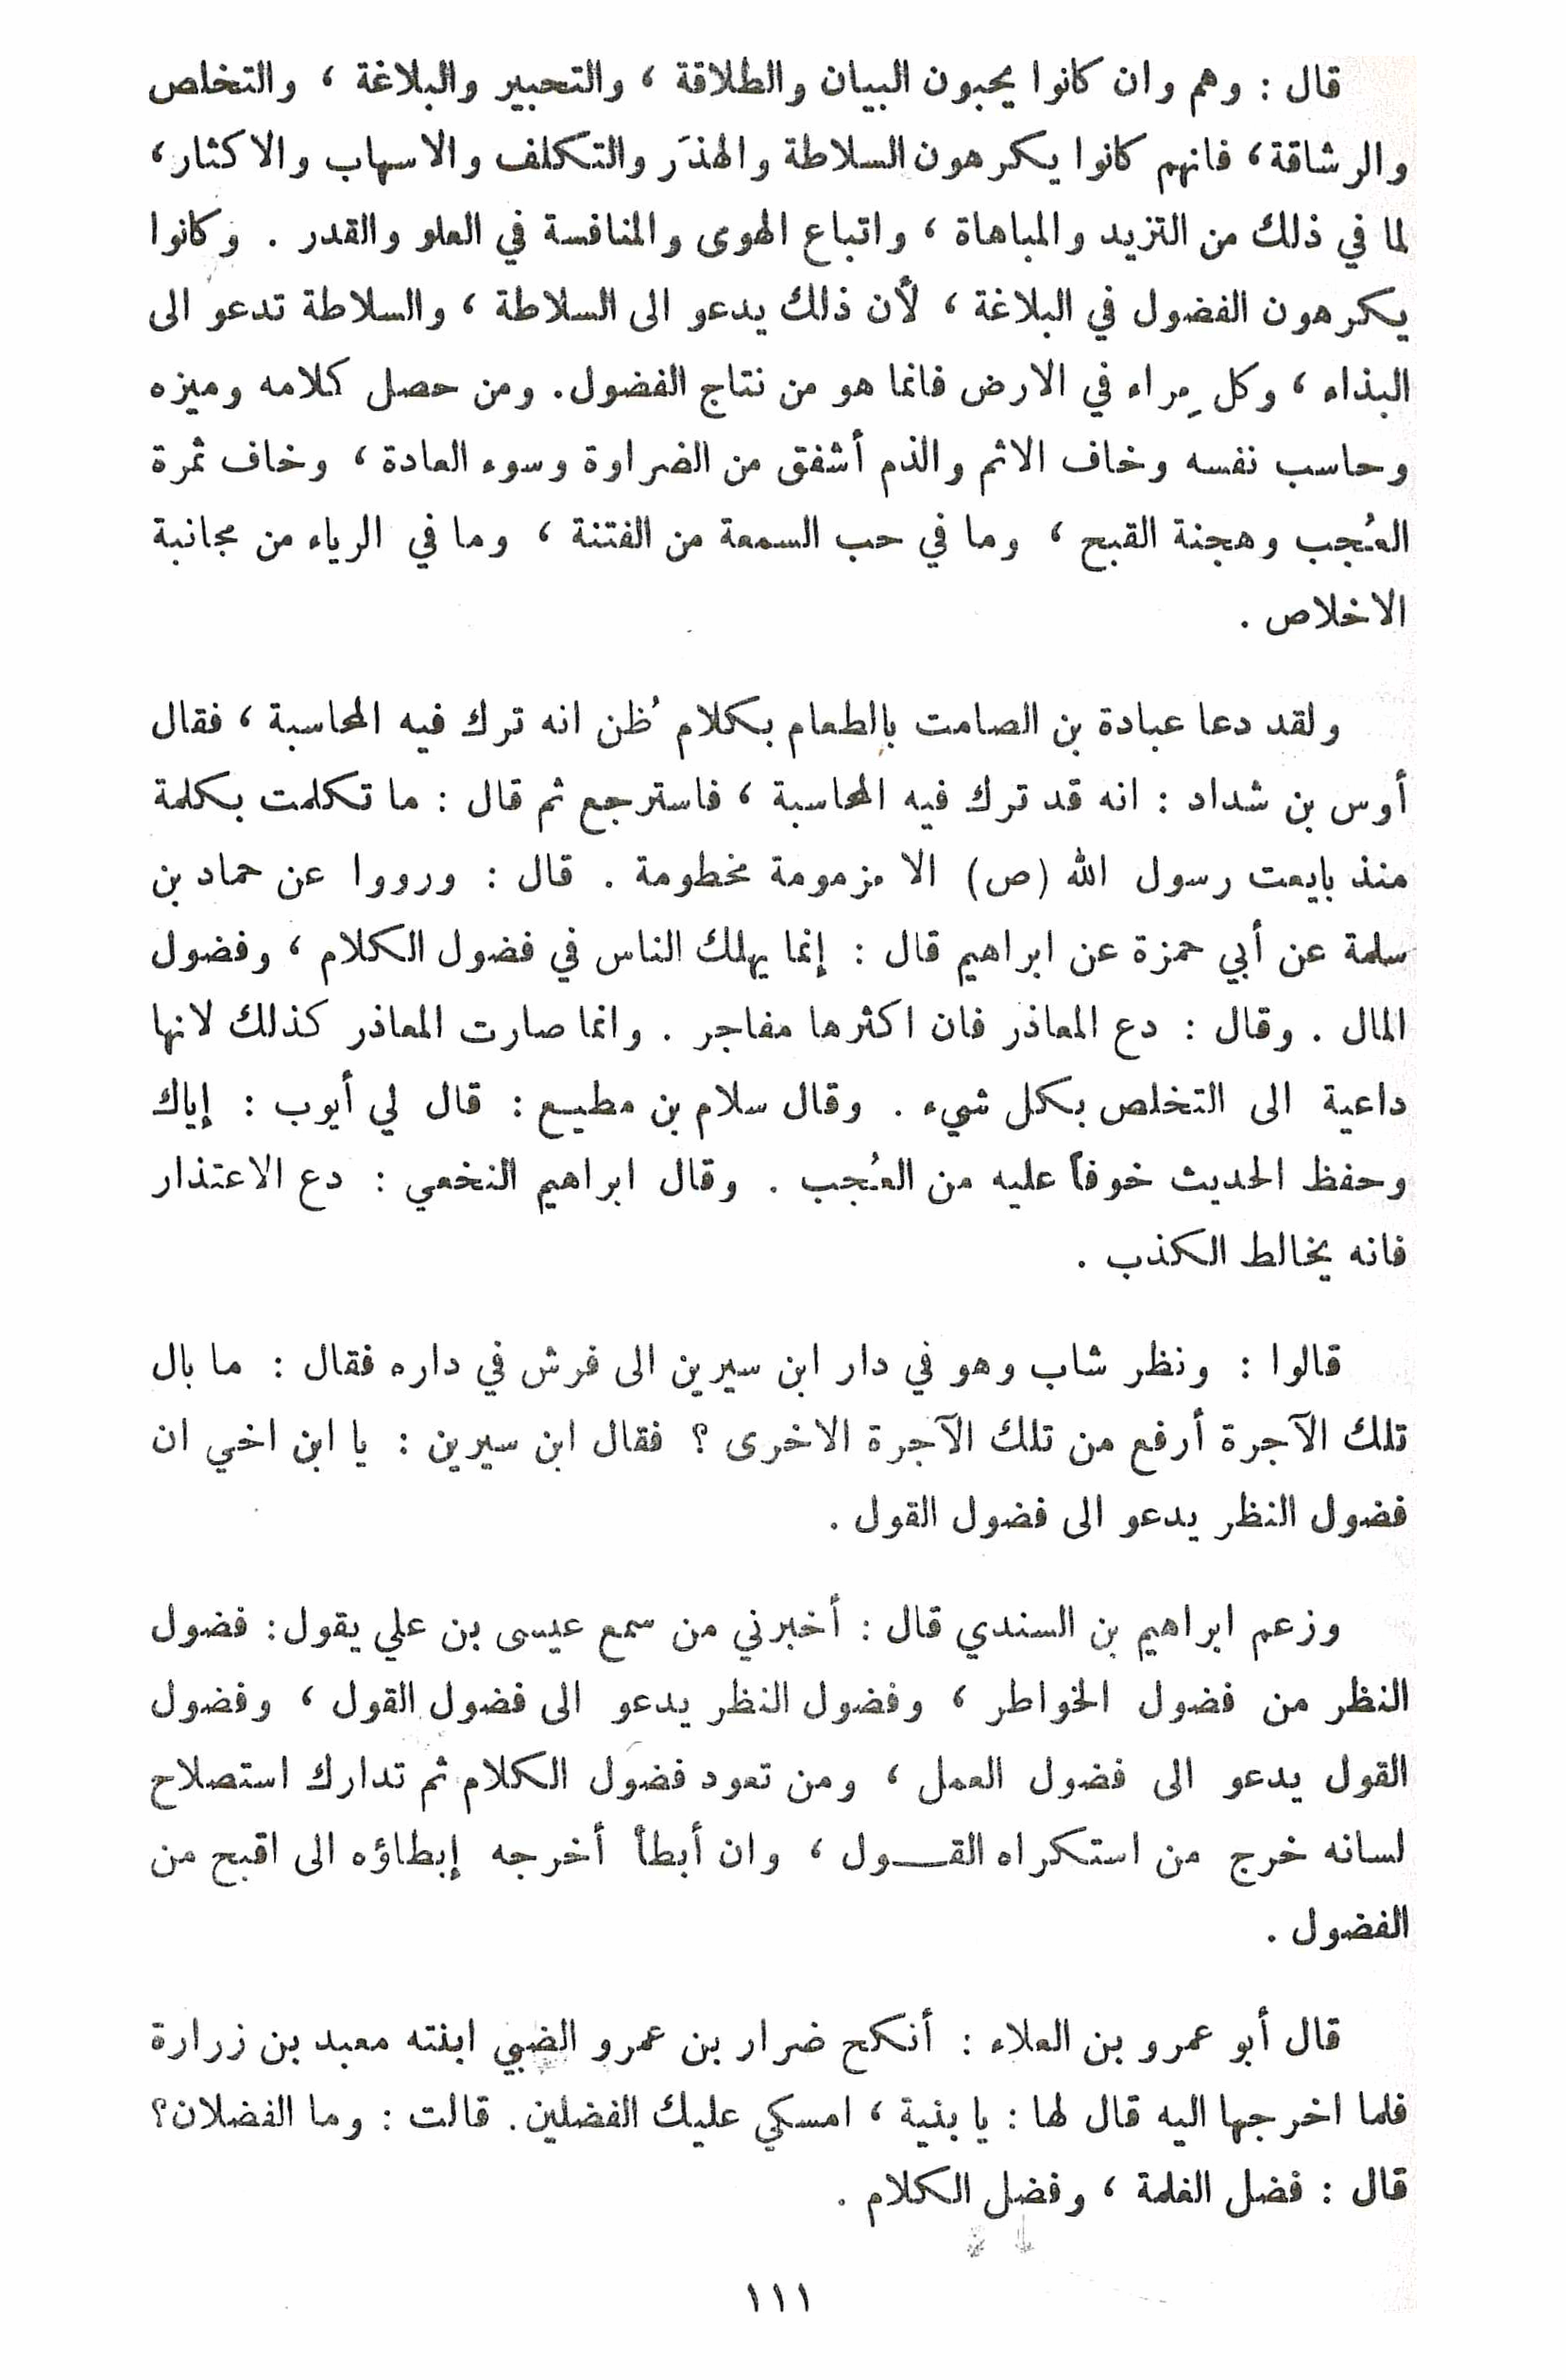 قال : وهم وان كانوا يحبون البيان والطلاقة ، والتحبير والبلاغة ، والتخلص
والرشاقة ، فانهم كانوا يكرهون السلاطة والهذَر والتكلف والاسهاب والاكثار ،
لما في ذلك من التزيد والمباهاة ، واتباع الهوى والمنافسة في العلو والقدر . وكانوا
يكرهون الفضول في البلاغة ، لأن ذلك يدعو الى السلاطة ، والسلاطة تدعو الى
البذاء ، وكل مِراء في الارض فانما هو من نتاج الفضول . ومن حصل كلامه وميزه
وحاسب نفسه وخاف الاثم والذم أشفق من الضراوة وسوء العادة ، وخاف ثمرة
العُجب وهجنة القبح ، وما في حب السمعة من الفتنة ، وما في الرياء من مجانبة
الاخلاص .
ولقد دعا عبادة بن الصامت بالطعام بكلام ظُن انه ترك فيه المحاسبة ، فقال
أوس بن شداد : انه قد ترك فيه المحاسبة ، فاسترجع ثم قال : ما تكلمت بكلمة
منذ بايعت رسول الله (ص) الا مزمومة مخطومة . قال : ورووا عن حماد بن
سلمة عن أبي حمزة عن ابراهيم قال : إنما يهلك الناس في فضول الكلام ، وفضول
المال . وقال : دع المعاذر فان اكثرها مفاجر . وانما صارت المعاذر كذلك لانها
داعية الى التخلص بكل شيء . وقال سلام بن مطيع : قال لي أيوب : إياك
وحفظ الحديث خوفاً عليه من العُجب . وقال ابراهيم النخعي : دع الاعتذار
فانه يخالط الكذب .
قالوا : ونظر شاب وهو في دار ابن سيرين الى فرش في داره فقال : ما بال
تلك الآجرة أرفع من تلك الآجرة الاخرى ؟ فقال ابن سيرين : يا ابن اخي ان
فضول النظر يدعو الى فضول القول .
وزعم ابراهيم بن السندي قال : أخبرني من سمع عيسى بن علي يقول : فضول
النظر من فضول الخواطر ، وفضول النظر يدعو الى فضول القول ، وفضول
القول يدعو الى فضول العمل ، ومن تعود فضول الكلام ثم تدارك استصلاح
لسانه خرج من استكراه القـــول ، وان أبطأ أخرجه إبطاؤه الى اقبح من
الفضول .
قال أبو عمرو بن العلاء : أنكح ضرار بن عمرو الضبي ابنته معبد بن زرارة
فلما اخرجها اليه قال لها : يا بنية ، امسكي عليك الفضلين . قالت : وما الفضلان ؟
قال : فضل الغلمة ، وفضل الكلام .
١١١